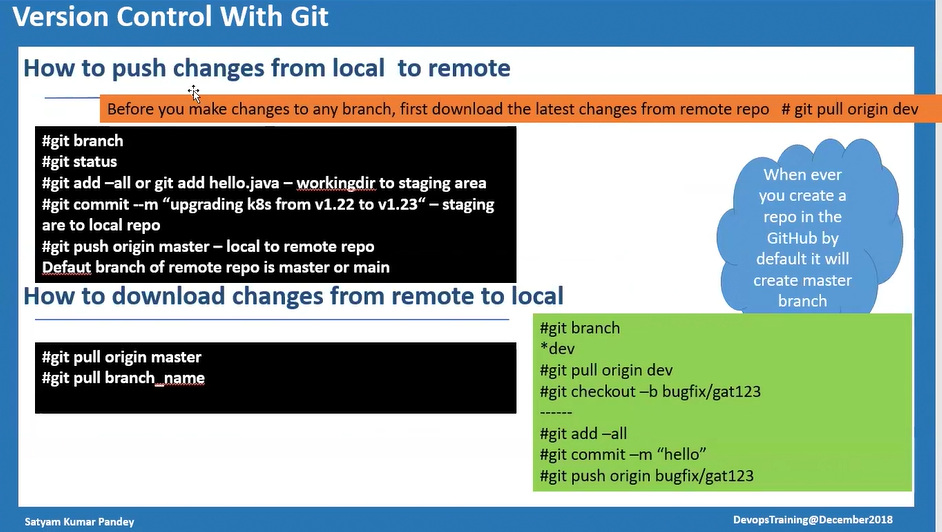 Version Control With Git
How to push changes from local  to remote
Before you make changes to any branch, first download the latest changes from remote repo   # git pull origin dev
#git branch
#git status
#git add –all or git add hello.java – workingdir to staging area
#git commit --m “upgrading k8s from v1.22 to v1.23“ – staging
are to local repo
#git push origin master – local to remote repo
Defaut branch of remote repo is master or main
When ever
you create a
repo in the
GitHub by
default it will
create master
branch
How to download changes from remote to local
#git pull origin master
#git pull branch_name
#git branch
*dev
#git pull origin dev
#git checkout –b bugfix/gat123
------
#git add –all
#git commit –m “hello”
#git push origin bugfix/gat123
Satyam Kumar Pandey
DevopsTraining@December2018